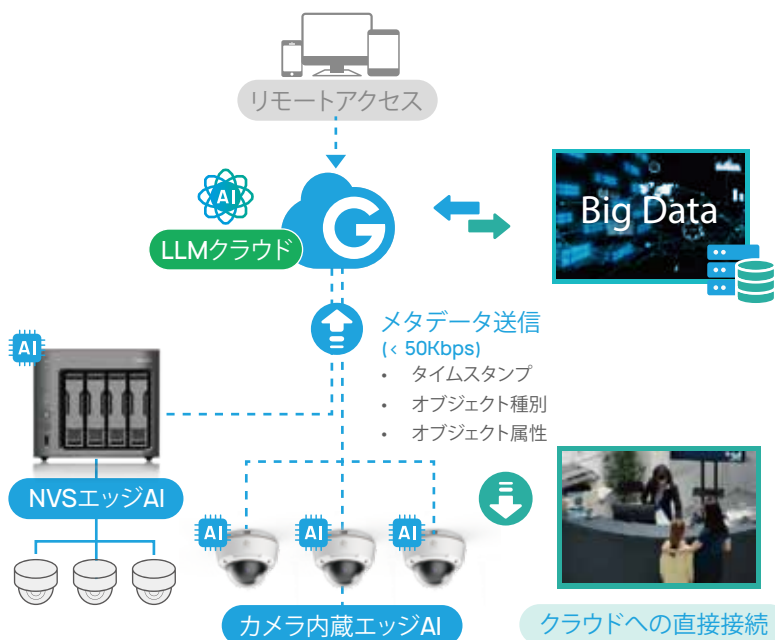 リモートアクセス
AI
G
Big Data
LLMクラウド
メタデータ送信
(< 50Kbps)
• タイムスタンプ
• オブジェクト種別
• オブジェクト属性
AI
NVSエッジAI
AI
AI
AI
カメラ内蔵エッジAI
クラウドへの直接接続